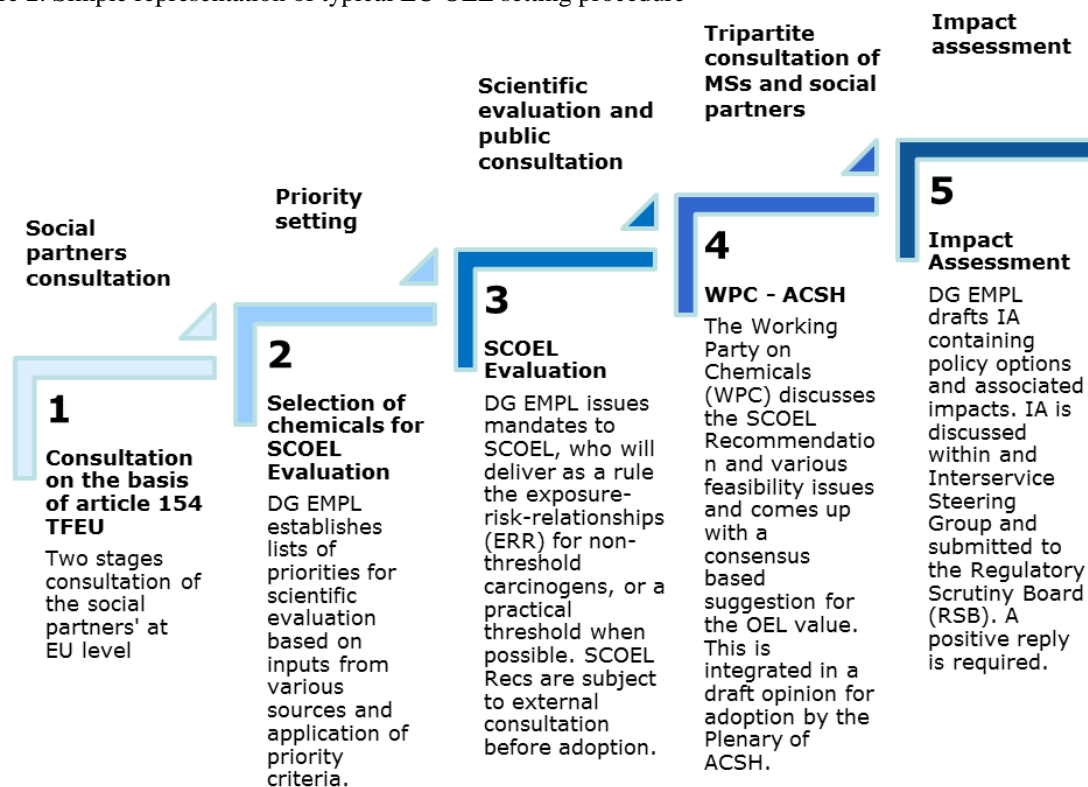 2. Simple representation of typical EU OEL setting procedure
Social
partners
consultation
1
Consultation
on the basis
of article 154
TFEU
Two stages
consultation of
the social
partners' at
EU level
Priority
setting
2
Selection of
chemicals for
SCOEL
Evaluation
DG EMPL
establishes
lists of
priorities for
scientific
evaluation
based on
inputs from
various
sources and
application of
priority
criteria.
Scientific
evaluation and
public
consultation
3
SCOEL
Evaluation
DG EMPL issues
mandates to
SCOEL, who will
deliver as a rule
the exposure-
risk-relationships
(ERR) for non-
threshold
carcinogens, or a
practical
threshold when
possible. SCOEL
Recs are subject
to external
consultation
before adoption.
Tripartite
consultation of
MSs and social
partners
4
WPC - ACSH
The Working
Party on
Chemicals
(WPC) discusses
the SCOEL
Recommendatio
n and various
feasibility issues
and comes up
with a
consensus
based
suggestion for
the OEL value.
This is
integrated in a
draft opinion for
adoption by the
Plenary of
ACSH.
Impact
assessment
5
Impact
Assessment
DG EMPL
drafts IA
containing
policy options
and associated
impacts. IA is
discussed
within and
Interservice
Steering
Group and
submitted to
the Regulatory
Scrutiny Board
(RSB). A
positive reply
is required.